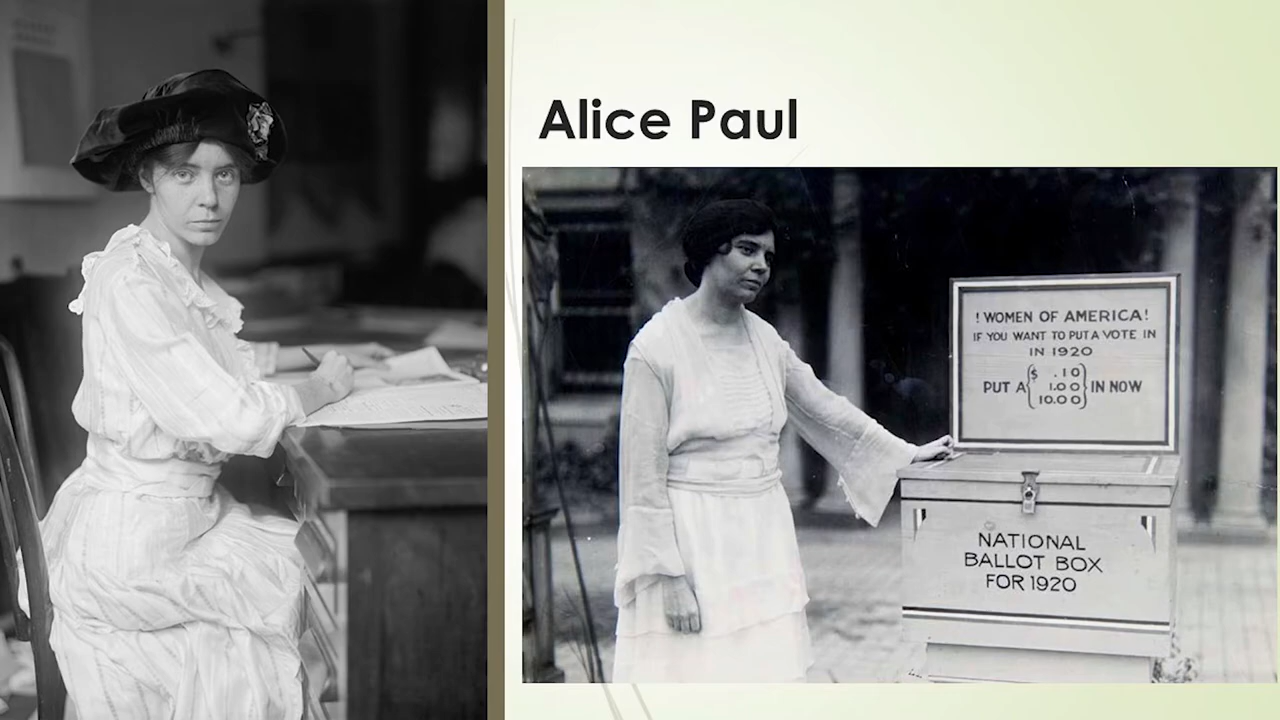 Alice Paul
! WOMEN OF AMERICA!
IF YOU WANT TO PUT A VOTE IN
IN 1920
PUT A { $ .10 } IN NOW
1.00
10.00
NATIONAL
BALLOT BOX
FOR 1920